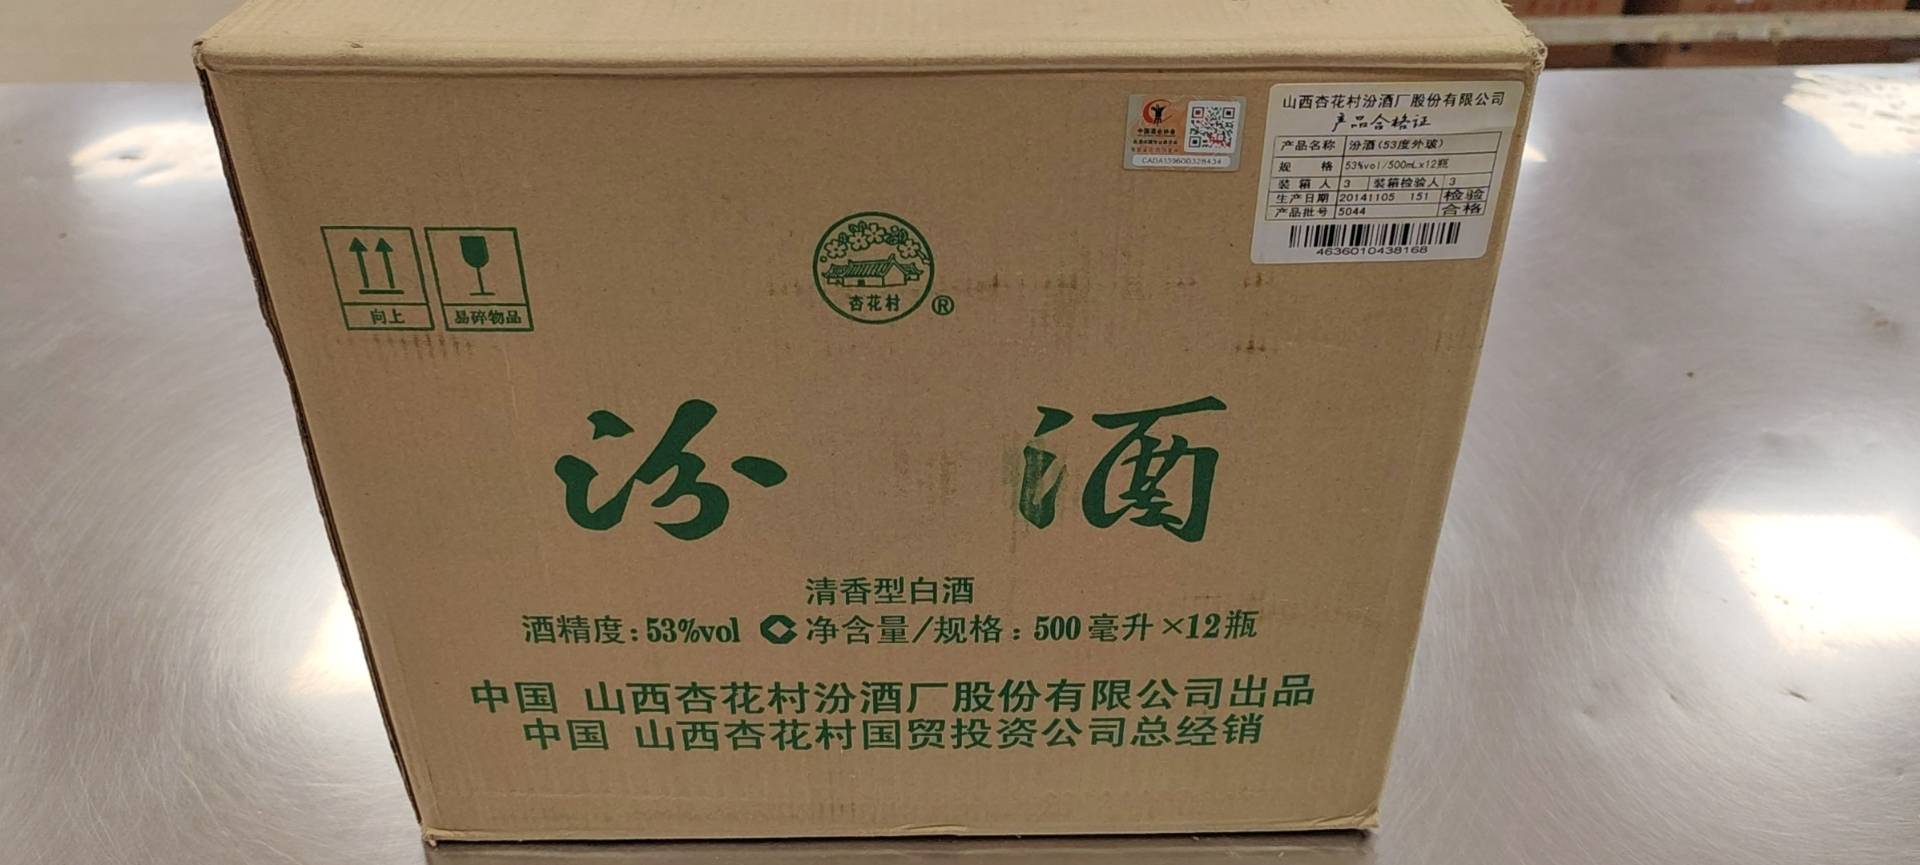 山西杏花村汾酒厂股份有限公司
产品合格证
产品名称 汾酒(53度外玻)
规 格 53%vol/500mL×12瓶
装箱人 3 装箱检验人 3
生产日期 20141105 151 检验
产品批号 5044 合格
4636010438168
中国酒业协会
向上
易碎物品
杏花村
®
汾 酒
清香型白酒
酒精度:53%vol 净含量/规格:500毫升×12瓶
中国 山西杏花村汾酒厂股份有限公司出品
中国 山西杏花村国贸投资公司总经销